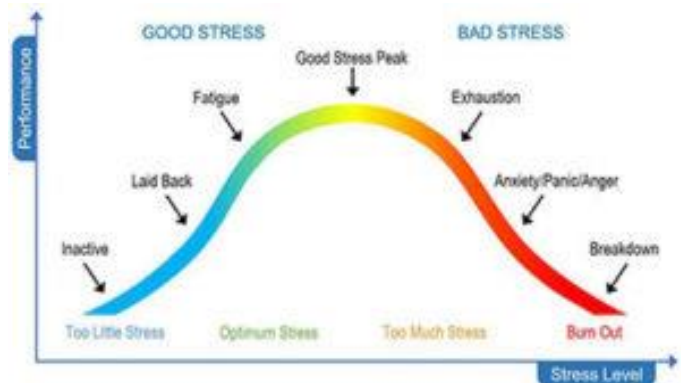 GOOD STRESS
BAD STRESS
Good Stress Peak
Fatigue
Exhaustion
Laid Back
Anxiety/Panic/Anger
Inactive
Breakdown
Too Little Stress
Optimum Stress
Too Much Stress
Burn Out
Performance
Stress Level